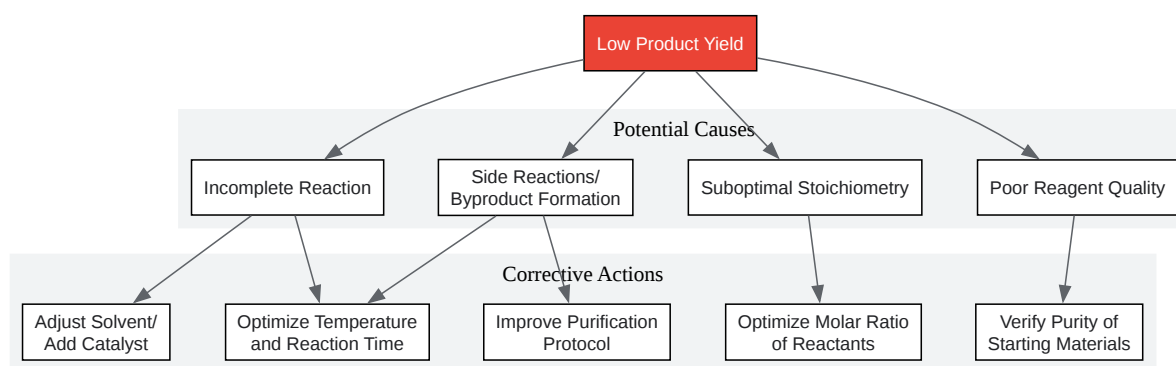 Low Product Yield
Potential Causes
Incomplete Reaction
Side Reactions/
Byproduct Formation
Suboptimal Stoichiometry
Poor Reagent Quality
Corrective Actions
Adjust Solvent/
Add Catalyst
Optimize Temperature
and Reaction Time
Improve Purification
Protocol
Optimize Molar Ratio
of Reactants
Verify Purity of
Starting Materials